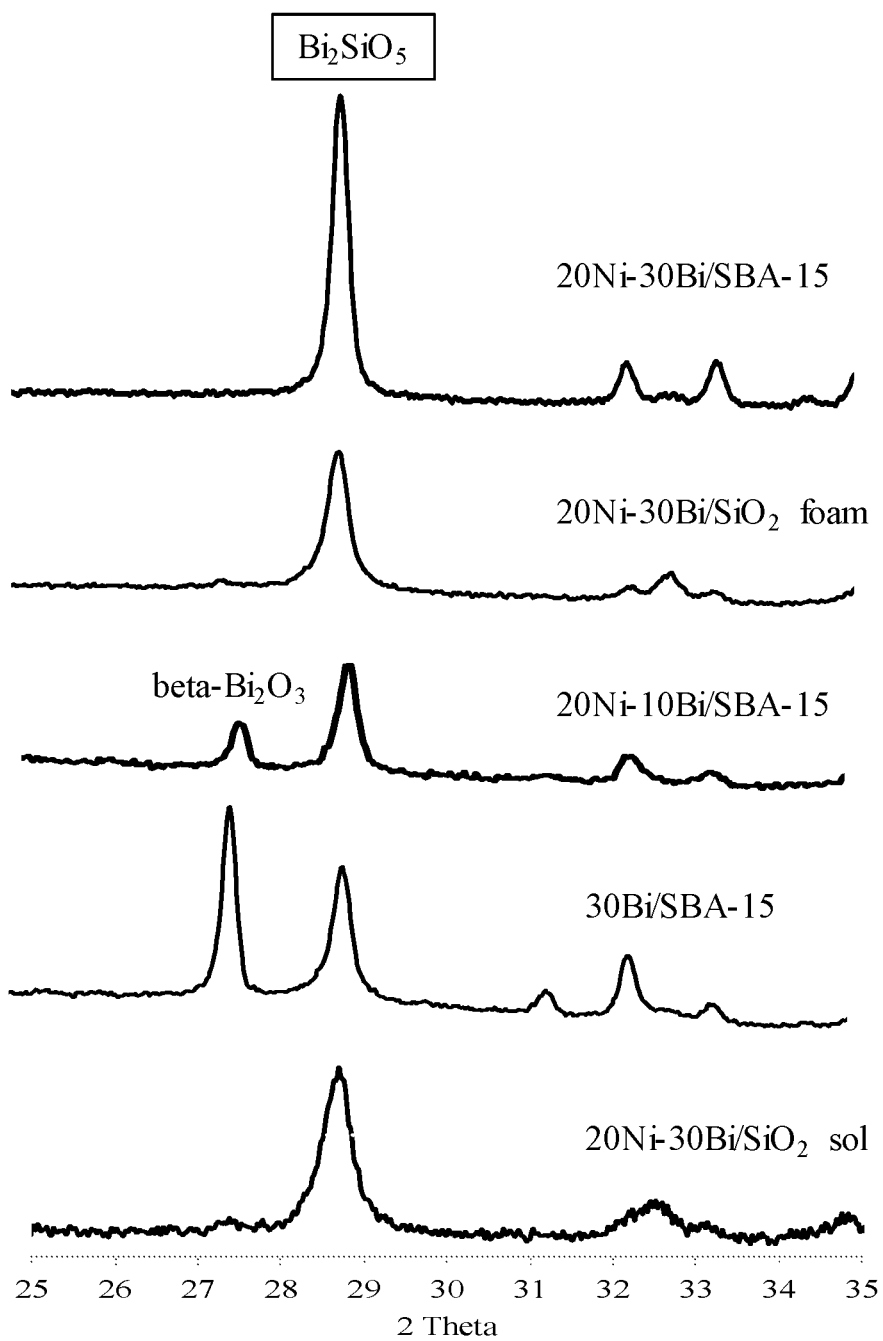 Bi₂SiO₅
20Ni-30Bi/SBA-15
20Ni-30Bi/SiO₂ foam
beta-Bi₂O₃
20Ni-10Bi/SBA-15
30Bi/SBA-15
20Ni-30Bi/SiO₂ sol
25 26 27 28 29 30 31 32 33 34 35
2 Theta